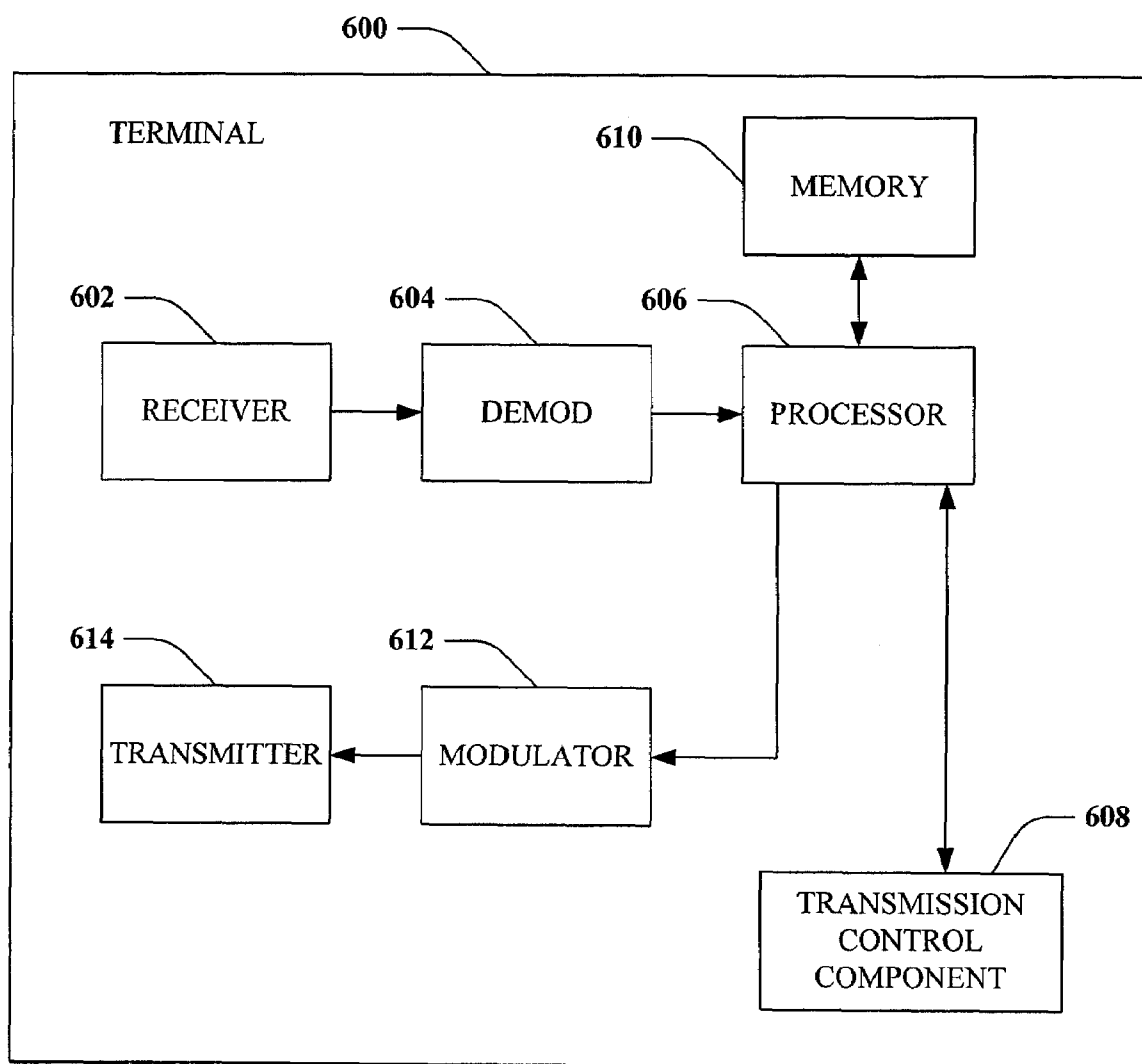 600
TERMINAL
610
MEMORY
602
604
606
RECEIVER
DEMOD
PROCESSOR
614
612
TRANSMITTER
MODULATOR
608
TRANSMISSION
CONTROL
COMPONENT